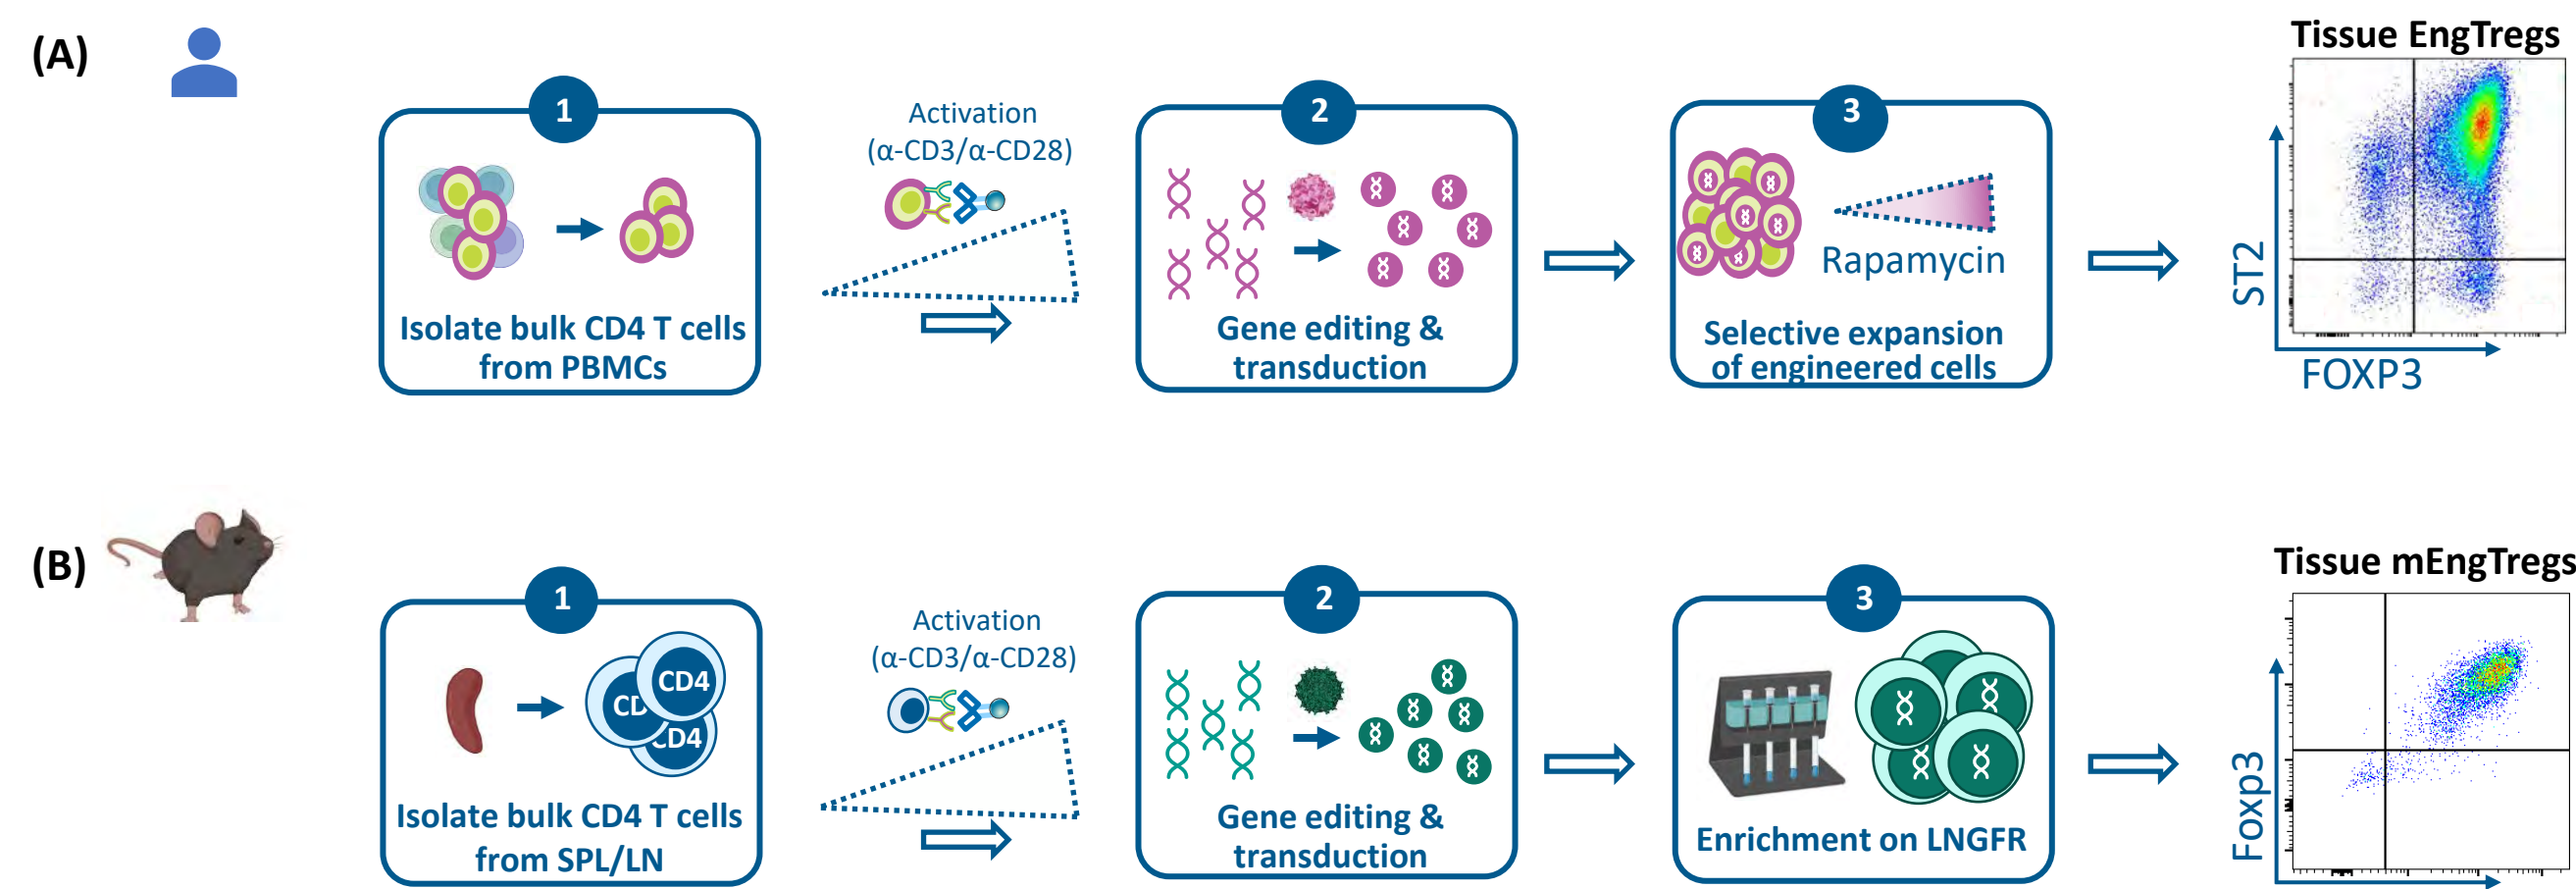 (A)
1
Isolate bulk CD4 T cells
from PBMCs
Activation
(α-CD3/α-CD28)
2
Gene editing &
transduction
3
Rapamycin
Selective expansion
of engineered cells
Tissue EngTregs
ST2
FOXP3
(B)
1
CD4
CD
CD4
Isolate bulk CD4 T cells
from SPL/LN
Activation
(α-CD3/α-CD28)
2
Gene editing &
transduction
3
Enrichment on LNGFR
Tissue mEngTregs
Foxp3